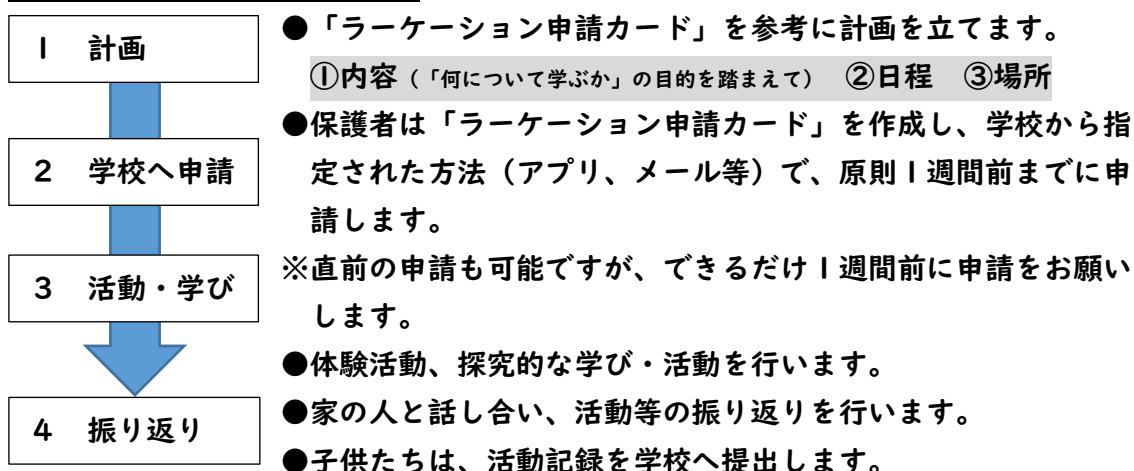 1 計画
●「ラーケーション申請カード」を参考に計画を立てます。
①内容（「何について学ぶか」の目的を踏まえて） ②日程 ③場所
2 学校へ申請
●保護者は「ラーケーション申請カード」を作成し、学校から指
定された方法（アプリ、メール等）で、原則1週間前までに申
請します。
※直前の申請も可能ですが、できるだけ1週間前に申請をお願い
します。
3 活動・学び
●体験活動、探究的な学び・活動を行います。
4 振り返り
●家の人と話し合い、活動等の振り返りを行います。
●子供たちは、活動記録を学校へ提出します。